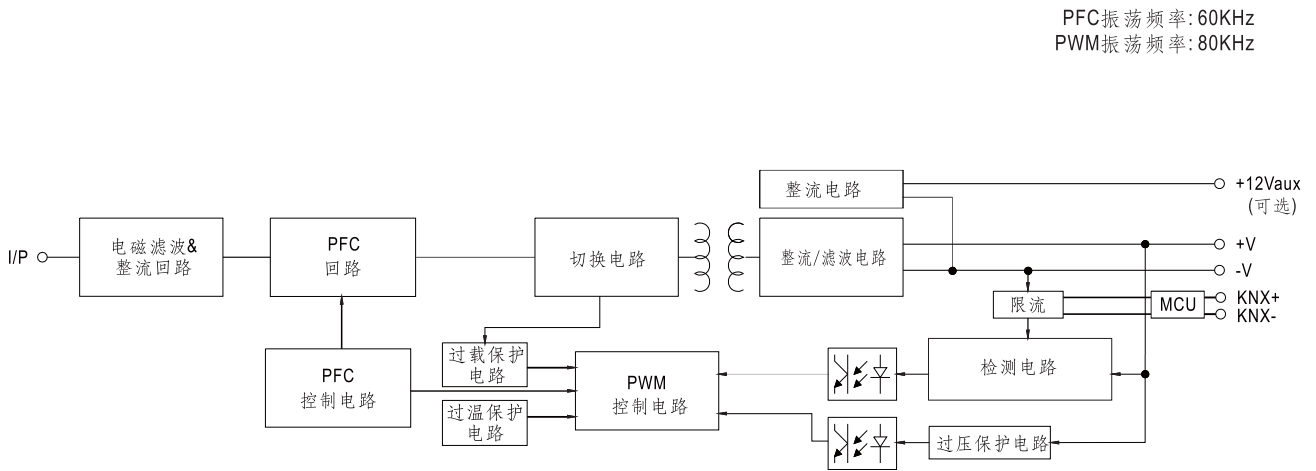 PFC振荡频率: 60KHz
PWM振荡频率: 80KHz
整流电路
+12Vaux
(可选)
I/P
电磁滤波&
整流回路
PFC
回路
切换电路
整流/滤波电路
+V
-V
限流
MCU
KNX+
KNX-
PFC
控制电路
过载保护
电路
过温保护
电路
PWM
控制电路
检测电路
过压保护电路